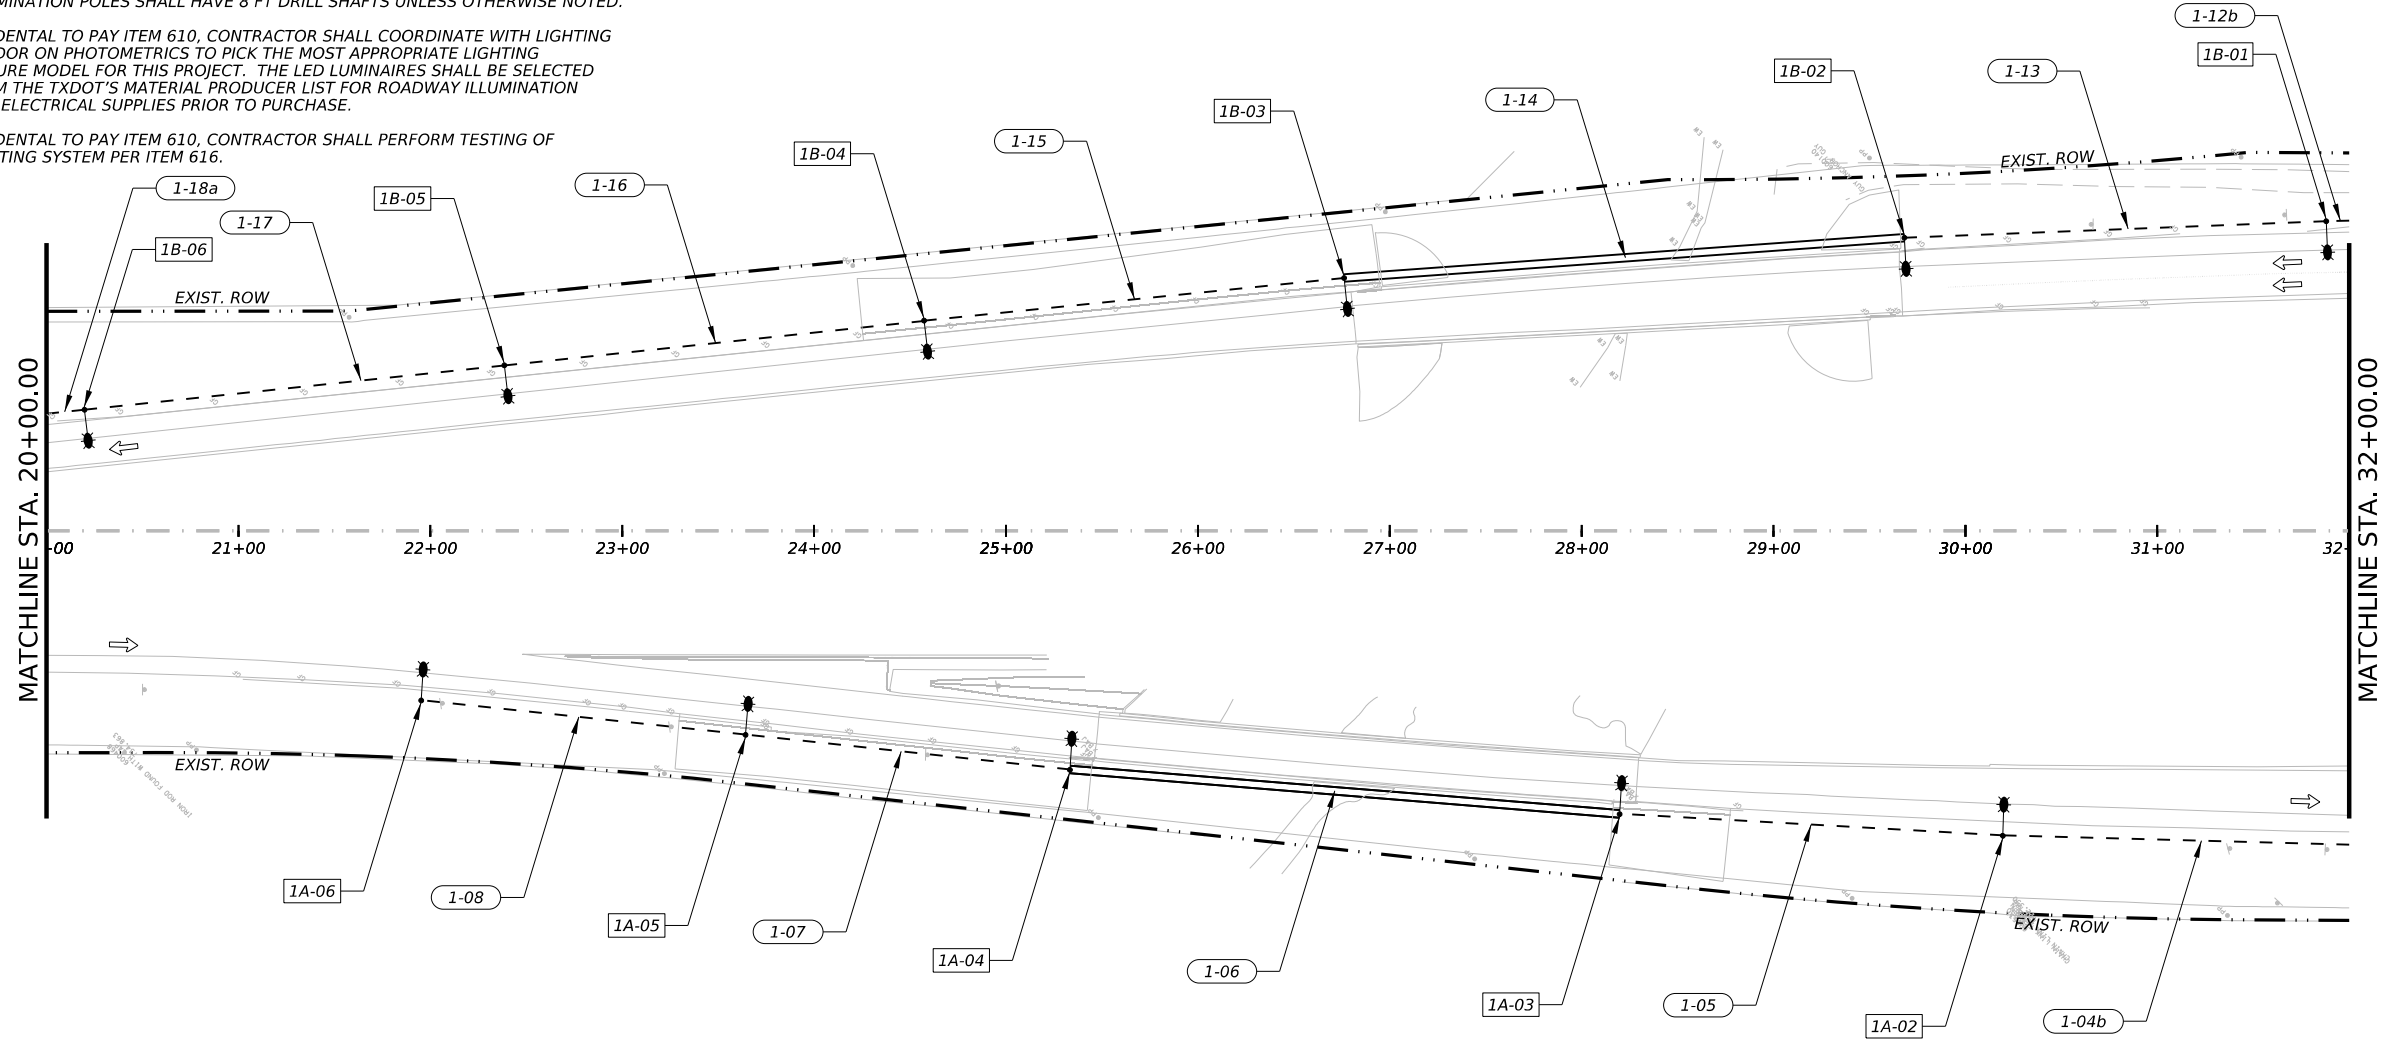 MINATION POLES SHALL HAVE 8 FT DRILL SHAFTS UNLESS OTHERWISE NOTED.
DENTAL TO PAY ITEM 610, CONTRACTOR SHALL COORDINATE WITH LIGHTING
DOR ON PHOTOMETRICS TO PICK THE MOST APPROPRIATE LIGHTING
URE MODEL FOR THIS PROJECT. THE LED LUMINAIRES SHALL BE SELECTED
M THE TXDOT'S MATERIAL PRODUCER LIST FOR ROADWAY ILLUMINATION
ELECTRICAL SUPPLIES PRIOR TO PURCHASE.
DENTAL TO PAY ITEM 610, CONTRACTOR SHALL PERFORM TESTING OF
TING SYSTEM PER ITEM 616.
1-12b
1B-01
1-13
1B-02
1-14
1B-03
1-15
1B-04
1-16
1B-05
1-18a
1-17
1B-06
EXIST. ROW
EXIST. ROW
MATCHLINE STA. 20+00.00
MATCHLINE STA. 32+00.00
-00
21+00
22+00
23+00
24+00
25+00
26+00
27+00
28+00
29+00
30+00
31+00
32-
EXIST. ROW
EXIST. ROW
1A-06
1-08
1A-05
1-07
1A-04
1-06
1A-03
1-05
1A-02
1-04b